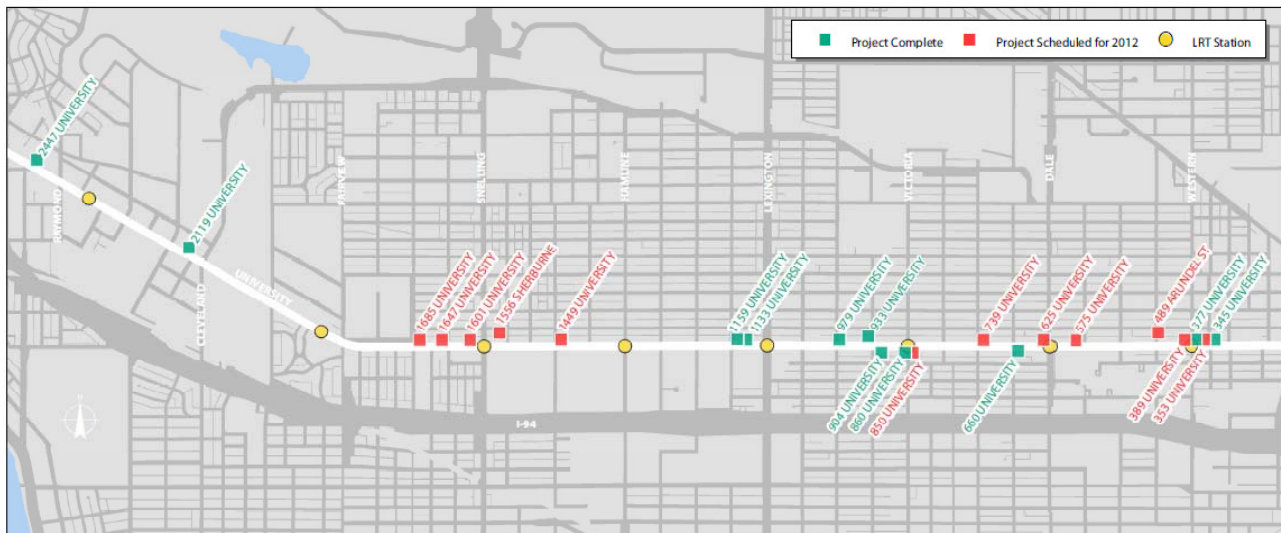 Project Complete
Project Scheduled for 2012
LRT Station
2447 UNIVERSITY
RAYMOND
2119 UNIVERSITY
CLEVELAND
UNIVERSITY
FAIRVIEW
SNELLING
HAMLINE
LEXINGTON
VICTORIA
DALE
WESTERN
1685 UNIVERSITY
1647 UNIVERSITY
1601 UNIVERSITY
1556 SHERBURNE
1449 UNIVERSITY
1159 UNIVERSITY
1133 UNIVERSITY
979 UNIVERSITY
933 UNIVERSITY
739 UNIVERSITY
625 UNIVERSITY
575 UNIVERSITY
489 ARUNDEL ST.
377 UNIVERSITY
345 UNIVERSITY
904 UNIVERSITY
860 UNIVERSITY
850 UNIVERSITY
660 UNIVERSITY
389 UNIVERSITY
353 UNIVERSITY
N
I-94